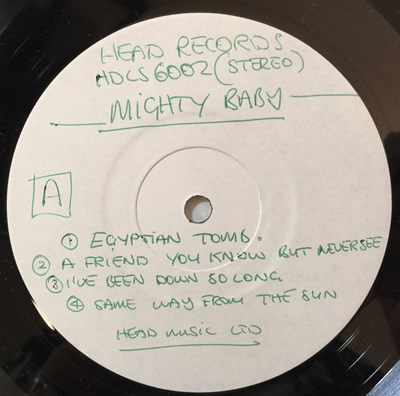 HEAD RECORDS
HDCS 6002 (STEREO)
MIGHTY BABY
A
① EGYPTIAN TOMB.
② A FRIEND YOU KNOW BUT NEVER SEE
③ I'VE BEEN DOWN SO LONG
④ SAME WAY FROM THE SUN
HEAD MUSIC LTD